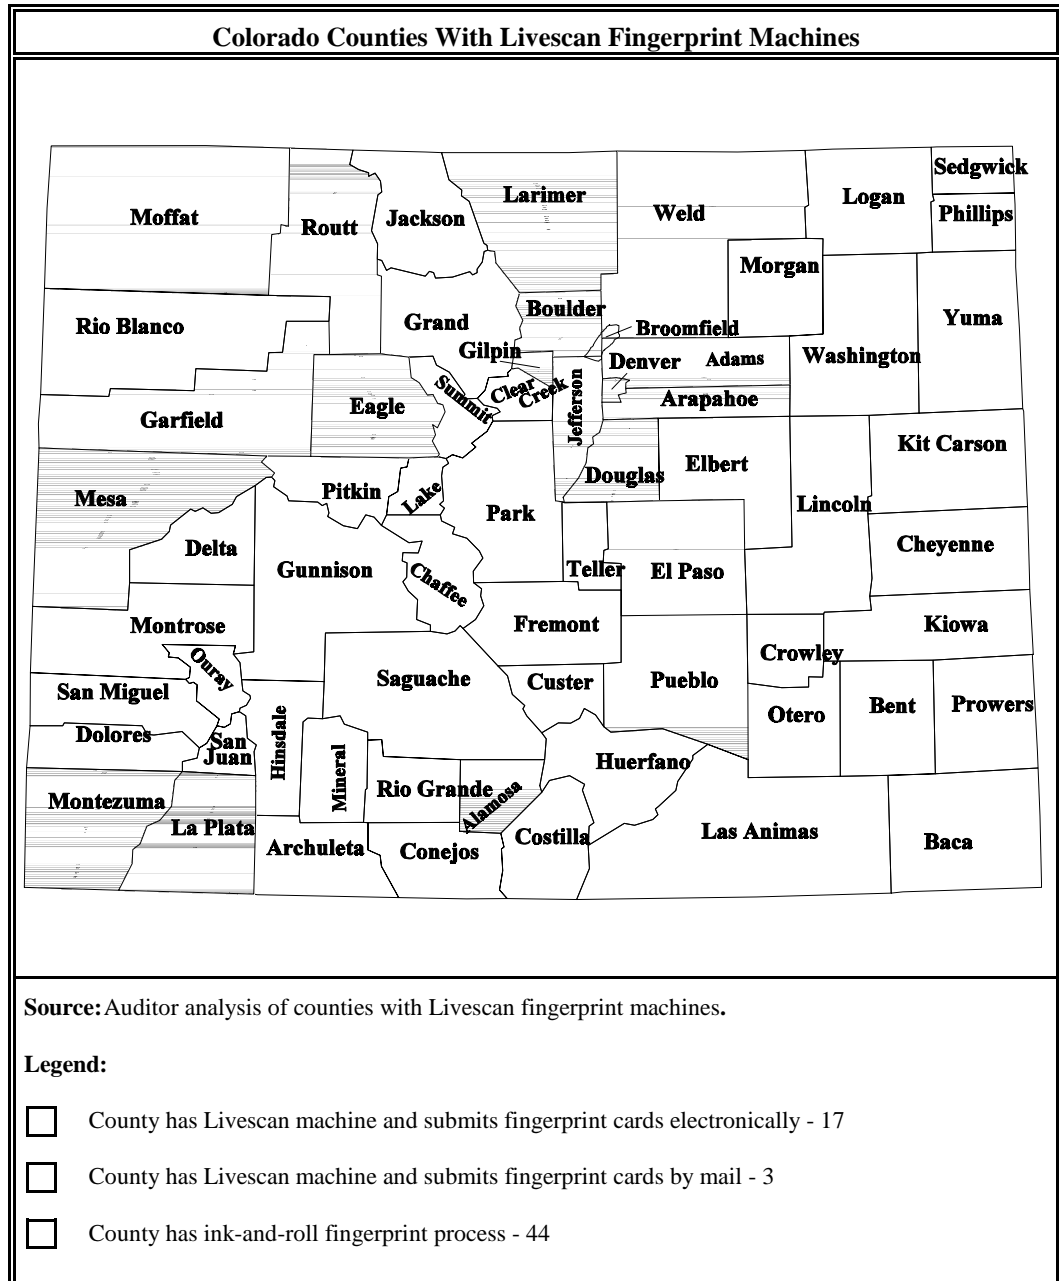 Colorado Counties With Livescan Fingerprint Machines
Sedgwick
Larimer
Logan
Moffat
Routt
Jackson
Weld
Phillips
Morgan
Rio Blanco
Grand
Boulder
Yuma
Broomfield
Gilpin
Denver
Adams
Washington
Clear
Creek
Summit
Arapahoe
Eagle
Garfield
Jefferson
Kit Carson
Elbert
Douglas
Mesa
Pitkin
Lake
Park
Lincoln
Delta
Cheyenne
Gunnison
Chaffee
Teller
El Paso
Montrose
Fremont
Kiowa
Crowley
Ouray
Saguache
Custer
Pueblo
San Miguel
Bent
Prowers
Otero
Dolores
San
Juan
Hinsdale
Mineral
Huerfano
Montezuma
Rio Grande
Alamosa
La Plata
Costilla
Las Animas
Archuleta
Conejos
Baca
Source: Auditor analysis of counties with Livescan fingerprint machines.
Legend:
County has Livescan machine and submits fingerprint cards electronically - 17
County has Livescan machine and submits fingerprint cards by mail - 3
County has ink-and-roll fingerprint process - 44